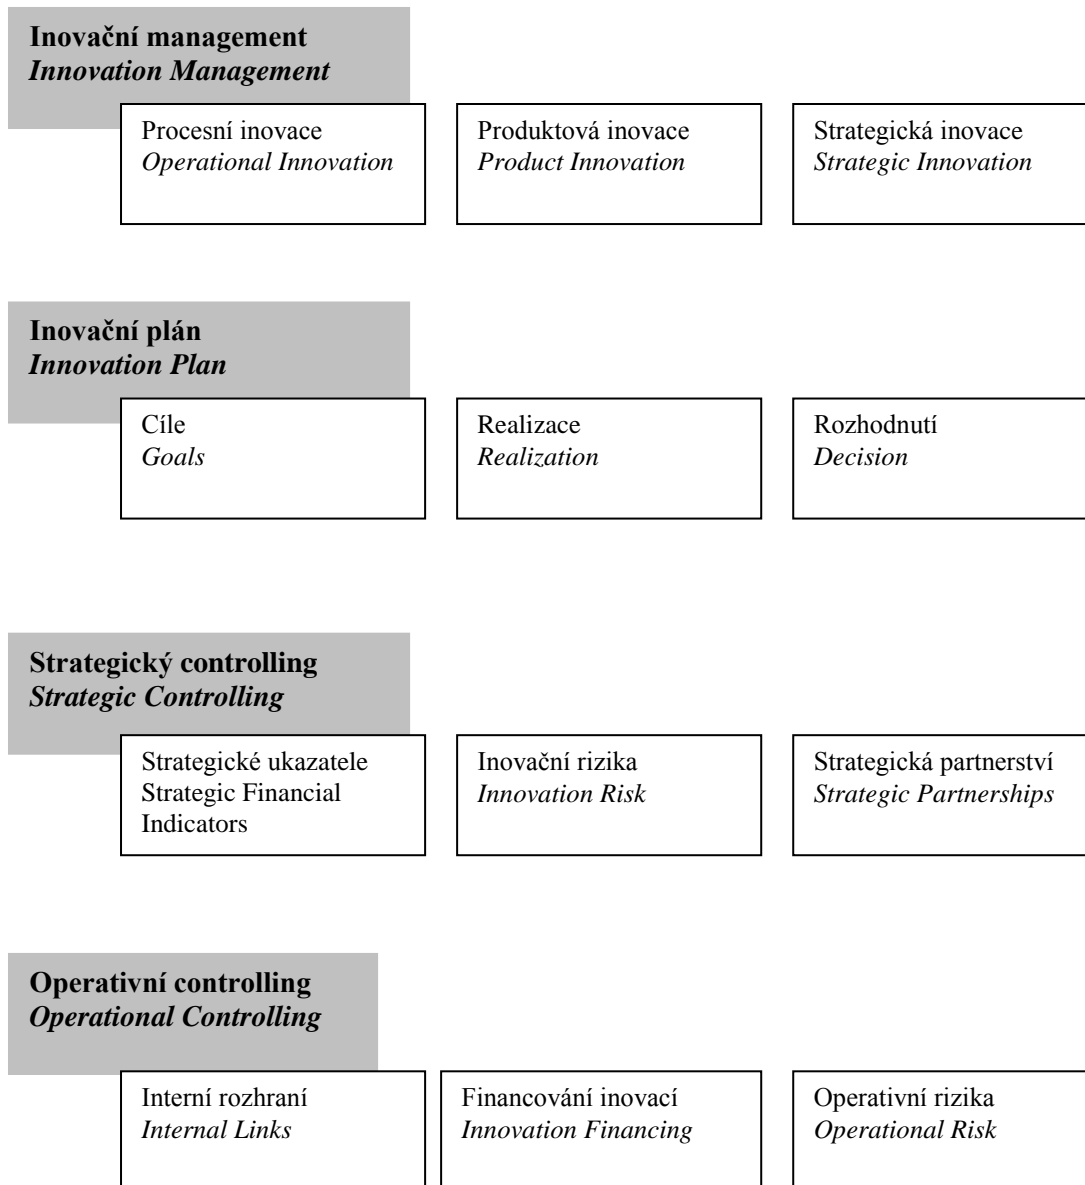 Inovační management
Innovation Management
Procesní inovace
Operational Innovation
Produktová inovace
Product Innovation
Strategická inovace
Strategic Innovation
Inovační plán
Innovation Plan
Cíle
Goals
Realizace
Realization
Rozhodnutí
Decision
Strategický controlling
Strategic Controlling
Strategické ukazatele
Strategic Financial
Indicators
Inovační rizika
Innovation Risk
Strategická partnerství
Strategic Partnerships
Operativní controlling
Operational Controlling
Interní rozhraní
Internal Links
Financování inovací
Innovation Financing
Operativní rizika
Operational Risk